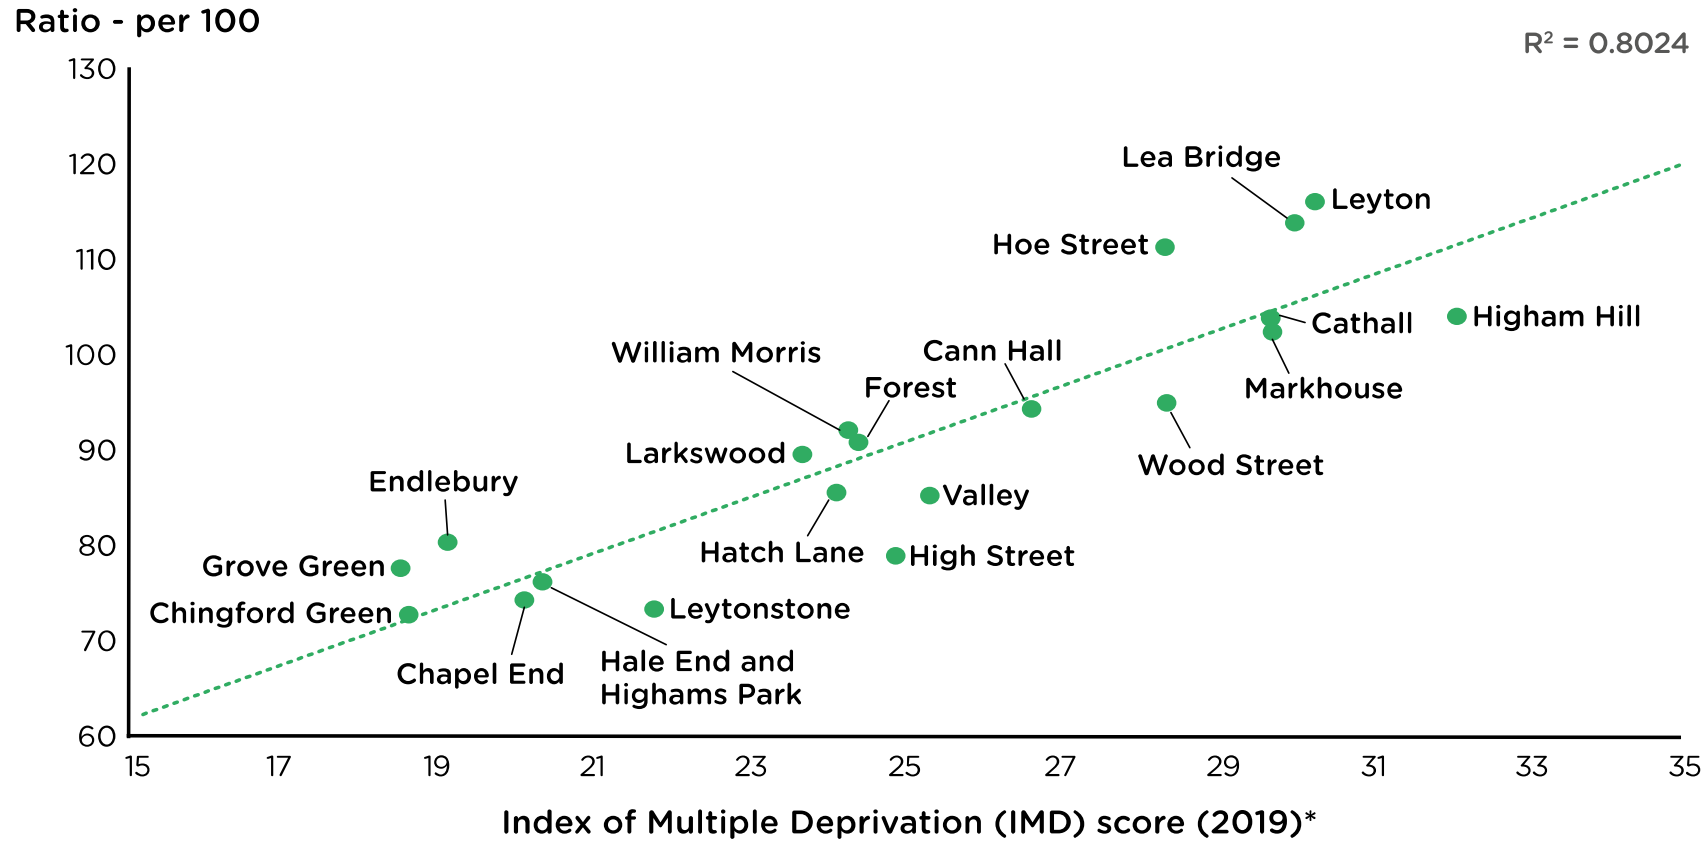 Ratio - per 100
R² = 0.8024
130
120
110
100
90
80
70
60
Lea Bridge
Leyton
Hoe Street
Cathall
Higham Hill
William Morris
Cann Hall
Forest
Markhouse
Larkswood
Wood Street
Endlebury
Valley
Hatch Lane
High Street
Grove Green
Chingford Green
Leytonstone
Chapel End
Hale End and
Highams Park
15 17 19 21 23 25 27 29 31 33 35
Index of Multiple Deprivation (IMD) score (2019)*